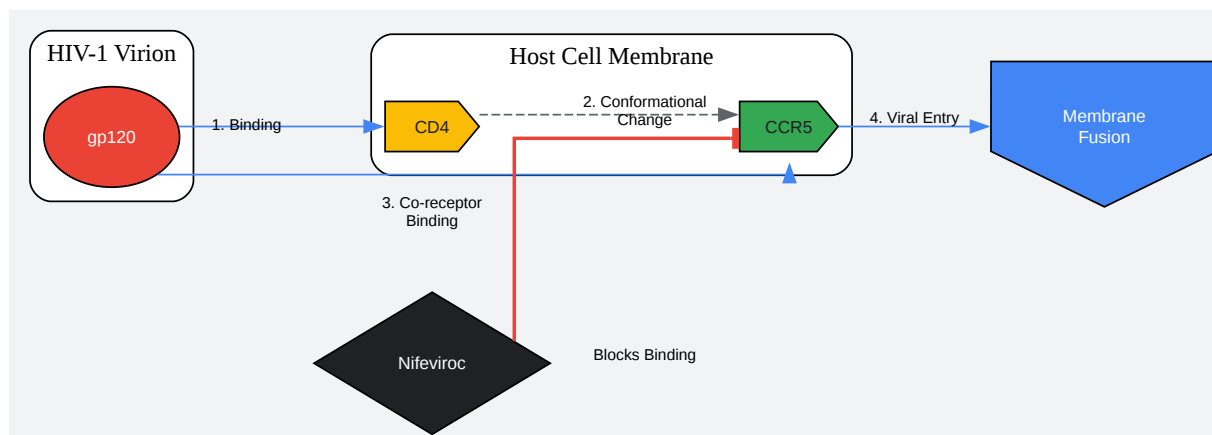 HIV-1 Virion
Host Cell Membrane
gp120
1. Binding
CD4
2. Conformational
Change
CCR5
4. Viral Entry
Membrane
Fusion
3. Co-receptor
Binding
Nifeviroc
Blocks Binding